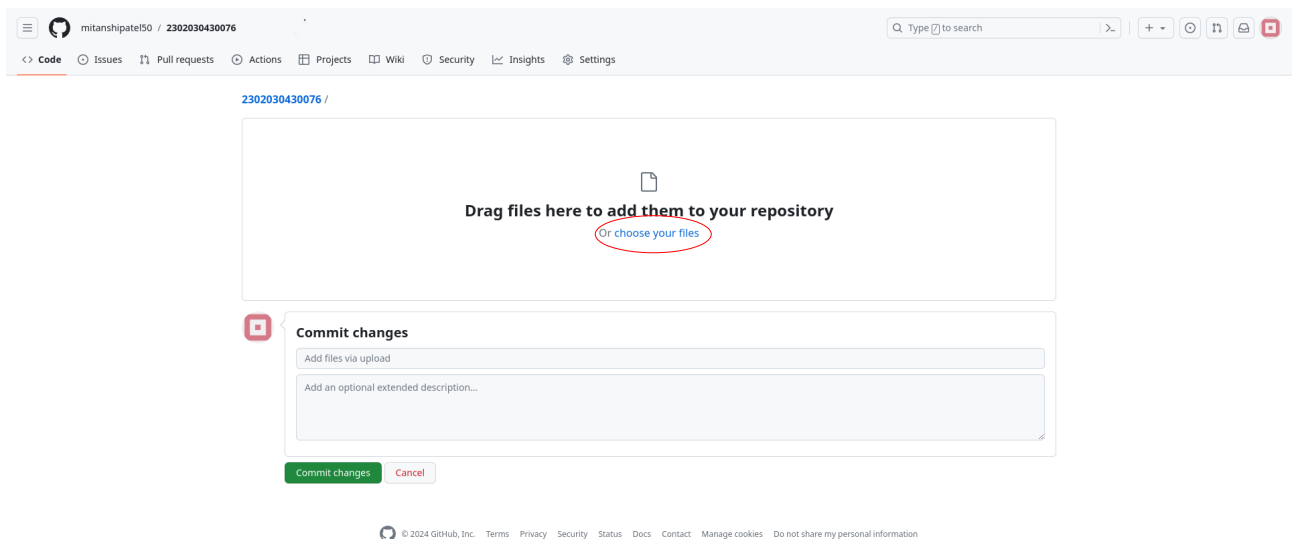 mitanshipatel50 / 2302030430076
Type / to search
Code Issues Pull requests Actions Projects Wiki Security Insights Settings
2302030430076 /
Drag files here to add them to your repository
Or choose your files
Commit changes
Add files via upload
Add an optional extended description...
Commit changes Cancel
© 2024 GitHub, Inc. Terms Privacy Security Status Docs Contact Manage cookies Do not share my personal information